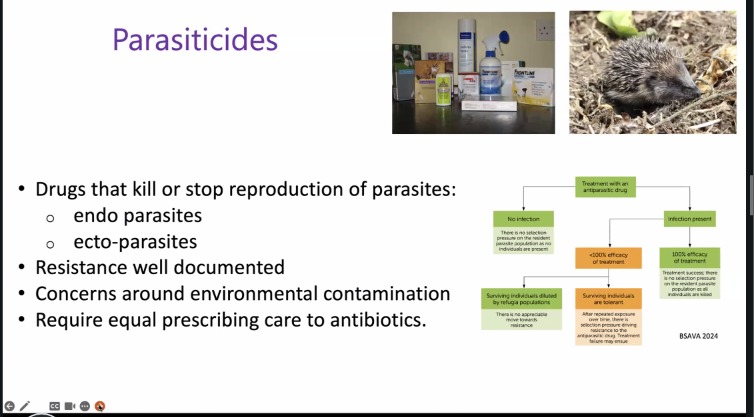 Parasiticides
FRONTLINE
• Drugs that kill or stop reproduction of parasites:
o endo parasites
o ecto-parasites
• Resistance well documented
• Concerns around environmental contamination
• Require equal prescribing care to antibiotics.
Treatment with an
antiparasitic drug
No infection
There is no selection
pressure on the resident
parasite population as no
individuals are present
Infection present
<100% efficacy
of treatment
100% efficacy
of treatment
Treatment success; there
is no selection pressure
on the resident parasite
population as all
individuals are killed
Surviving individuals diluted
by refugia populations
There is no appreciable
move towards
resistance
Surviving individuals
are tolerant
After repeated exposure
over time, there is
selection pressure driving
resistance to the
antiparasitic drug. Treatment
failure may ensue
BSAVA 2024
CC